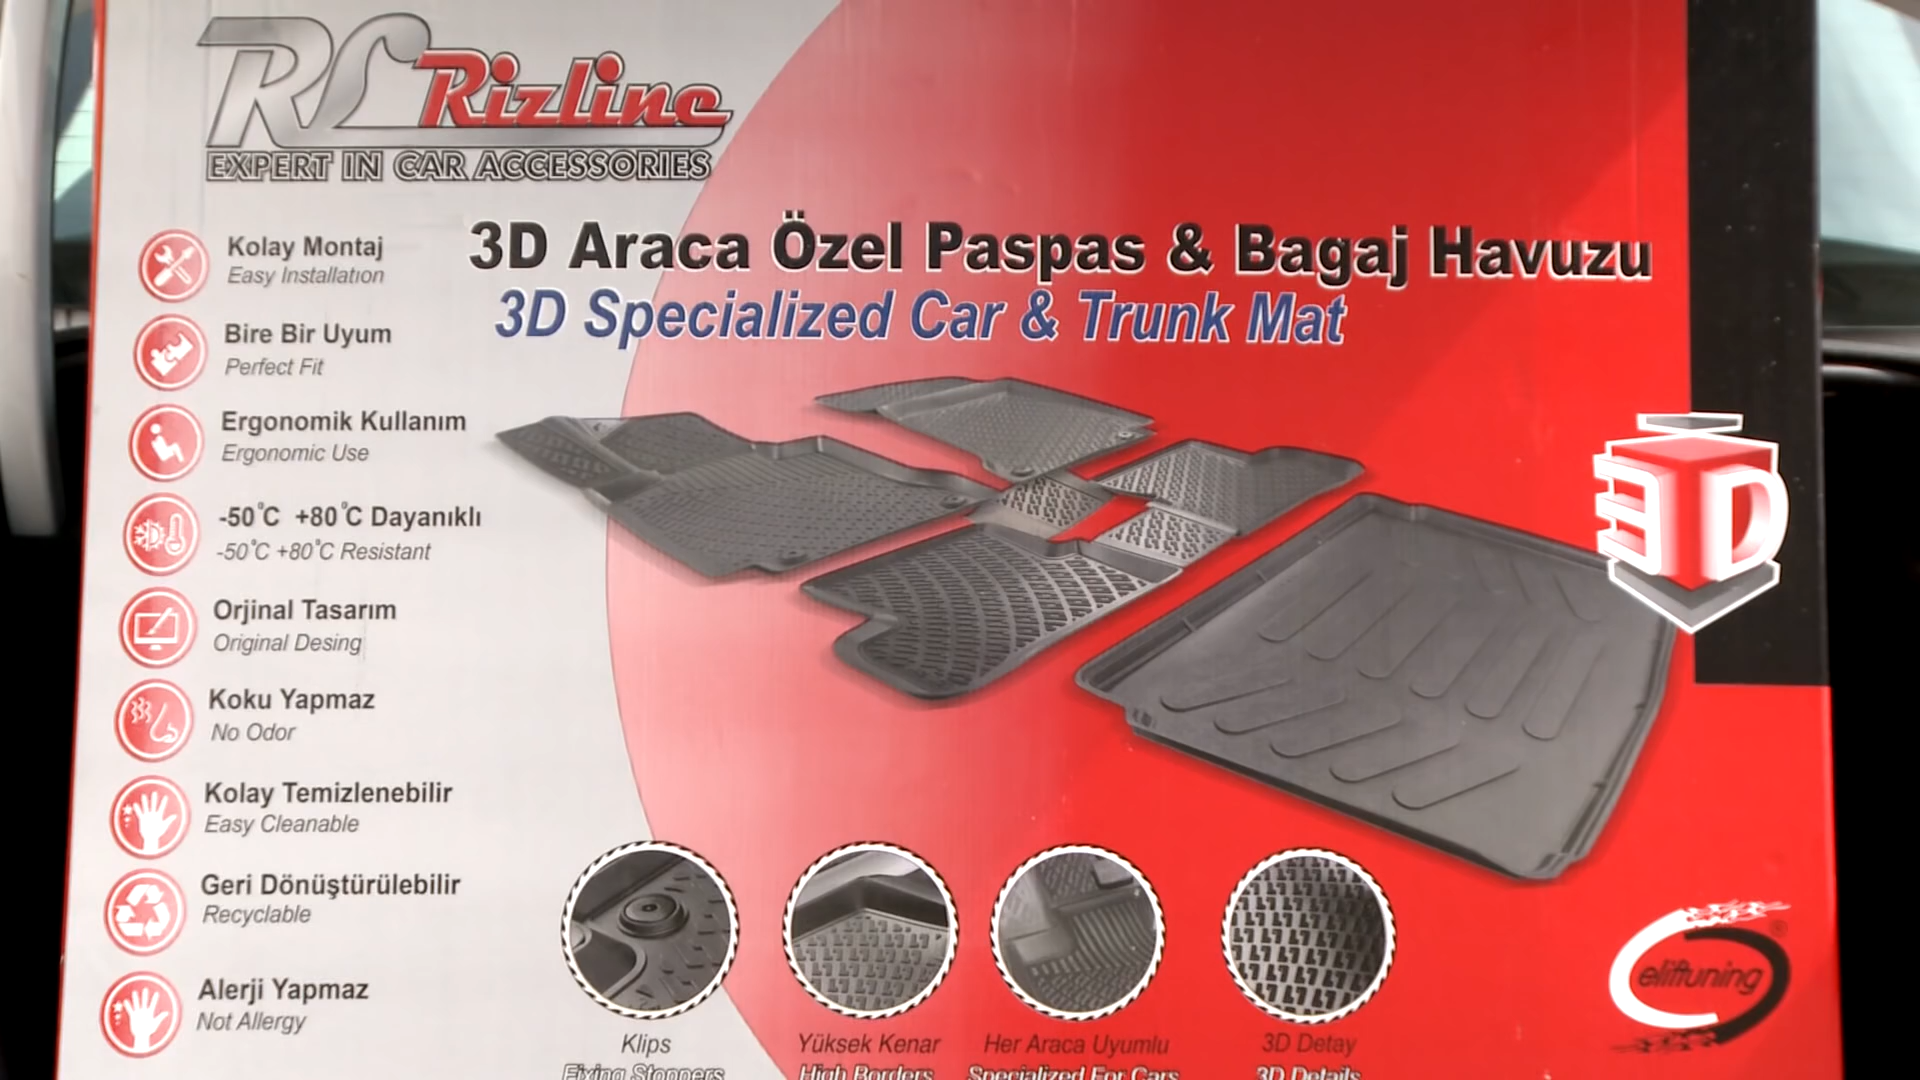 RS Rizline
EXPERT IN CAR ACCESSORIES
3D Araca Özel Paspas & Bagaj Havuzu
3D Specialized Car & Trunk Mat
Kolay Montaj
Easy Installation
Bire Bir Uyum
Perfect Fit
Ergonomik Kullanım
Ergonomic Use
-50°C +80°C Dayanıklı
-50°C +80°C Resistant
Orjinal Tasarım
Original Desing
Koku Yapmaz
No Odor
Kolay Temizlenebilir
Easy Cleanable
Geri Dönüştürülebilir
Recyclable
Alerji Yapmaz
Not Allergy
3D
eliftuning
®
Klips
Fixing Stoppers
Yüksek Kenar
High Borders
Her Araca Uyumlu
Specialized For Cars
3D Detay
3D Details